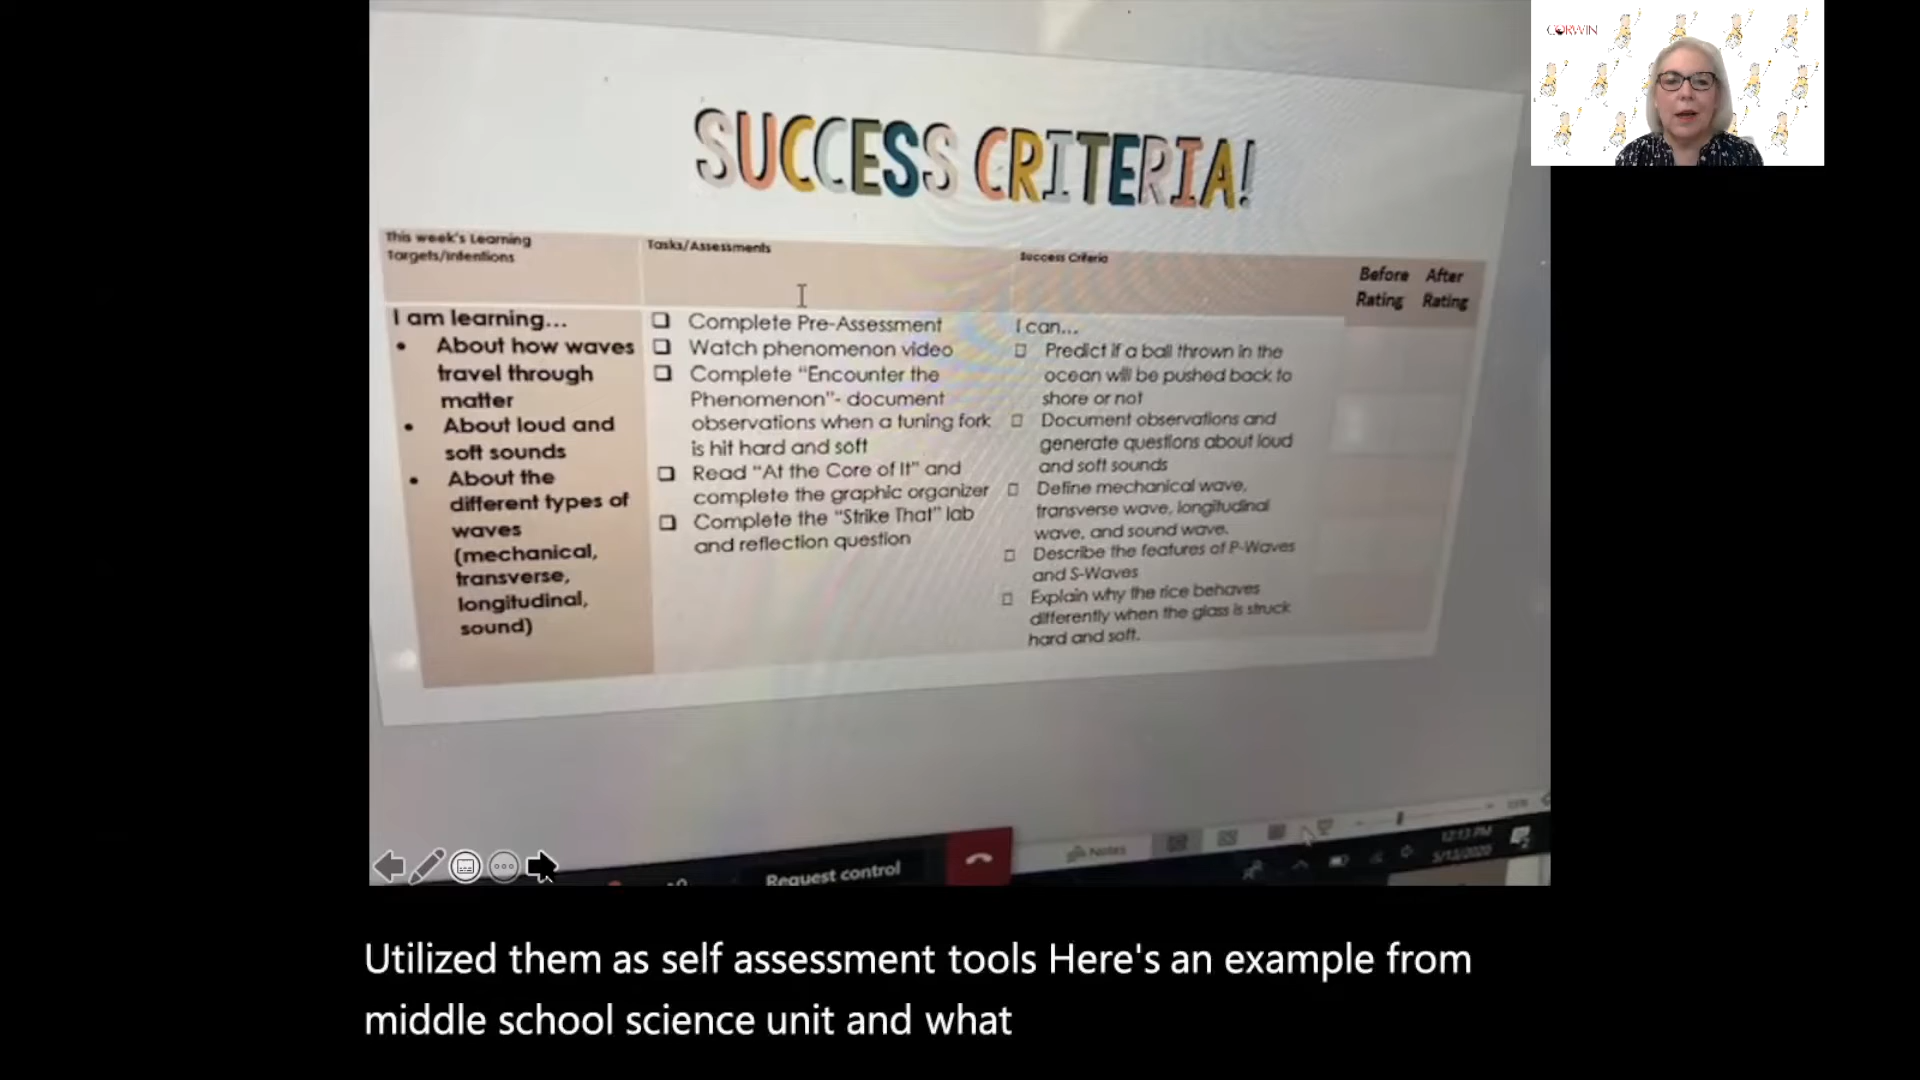 CORWIN
SUCCESS CRITERIA!
This week's Learning
Targets/Intentions
Tasks/Assessments
Success Criteria
Before
Rating
After
Rating
I am learning...
• About how waves
travel through
matter
• About loud and
soft sounds
• About the
different types of
waves
(mechanical,
transverse,
longitudinal,
sound)
Complete Pre-Assessment
Watch phenomenon video
Complete "Encounter the
Phenomenon"- document
observations when a tuning fork
is hit hard and soft
Read "At the Core of It" and
complete the graphic organizer
Complete the "Strike That" lab
and reflection question
I can...
Predict if a ball thrown in the
ocean will be pushed back to
shore or not
Document observations and
generate questions about loud
and soft sounds
Define mechanical wave,
transverse wave, longitudinal
wave, and sound wave.
Describe the features of P-Waves
and S-Waves
Explain why the rice behaves
differently when the glass is struck
hard and soft.
Request control
Notes
12:13 PM
5/13/2020
Utilized them as self assessment tools Here's an example from
middle school science unit and what